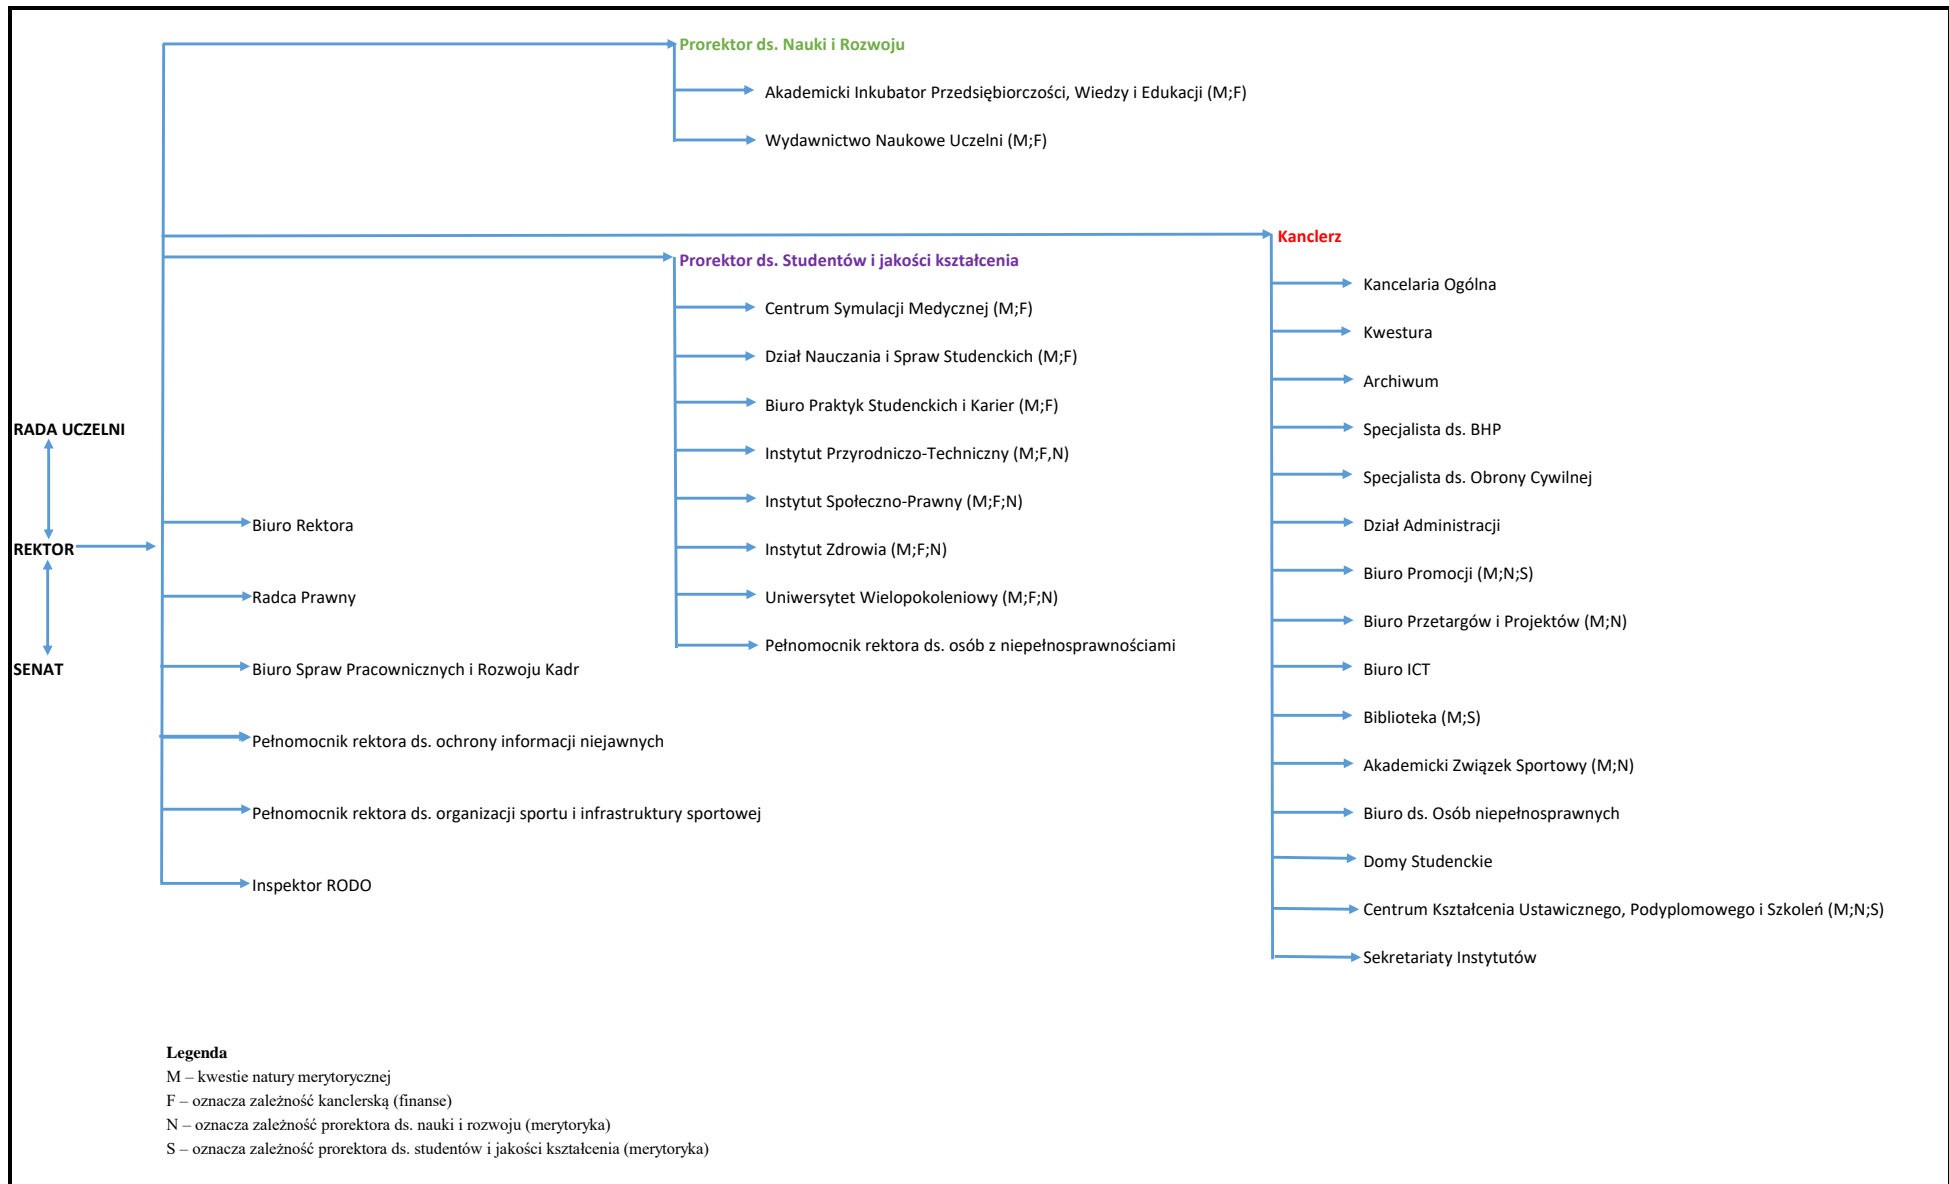 Prorektor ds. Nauki i Rozwoju
Akademicki Inkubator Przedsiębiorczości, Wiedzy i Edukacji (M;F)
Wydawnictwo Naukowe Uczelni (M;F)
RADA UCZELNI
REKTOR
SENAT
Biuro Rektora
Radca Prawny
Biuro Spraw Pracowniczych i Rozwoju Kadr
Pełnomocnik rektora ds. ochrony informacji niejawnych
Pełnomocnik rektora ds. organizacji sportu i infrastruktury sportowej
Inspektor RODO
Prorektor ds. Studentów i jakości kształcenia
Centrum Symulacji Medycznej (M;F)
Dział Nauczania i Spraw Studenckich (M;F)
Biuro Praktyk Studenckich i Karier (M;F)
Instytut Przyrodniczo-Techniczny (M;F,N)
Instytut Społeczno-Prawny (M;F;N)
Instytut Zdrowia (M;F;N)
Uniwersytet Wielopokoleniowy (M;F;N)
Pełnomocnik rektora ds. osób z niepełnosprawnościami
Kanclerz
Kancelaria Ogólna
Kwestura
Archiwum
Specjalista ds. BHP
Specjalista ds. Obrony Cywilnej
Dział Administracji
Biuro Promocji (M;N;S)
Biuro Przetargów i Projektów (M;N)
Biuro ICT
Biblioteka (M;S)
Akademicki Związek Sportowy (M;N)
Biuro ds. Osób niepełnosprawnych
Domy Studenckie
Centrum Kształcenia Ustawicznego, Podyplomowego i Szkoleń (M;N;S)
Sekretariaty Instytutów
Legenda
M – kwestie natury merytorycznej
F – oznacza zależność kanclerską (finanse)
N – oznacza zależność prorektora ds. nauki i rozwoju (merytoryka)
S – oznacza zależność prorektora ds. studentów i jakości kształcenia (merytoryka)